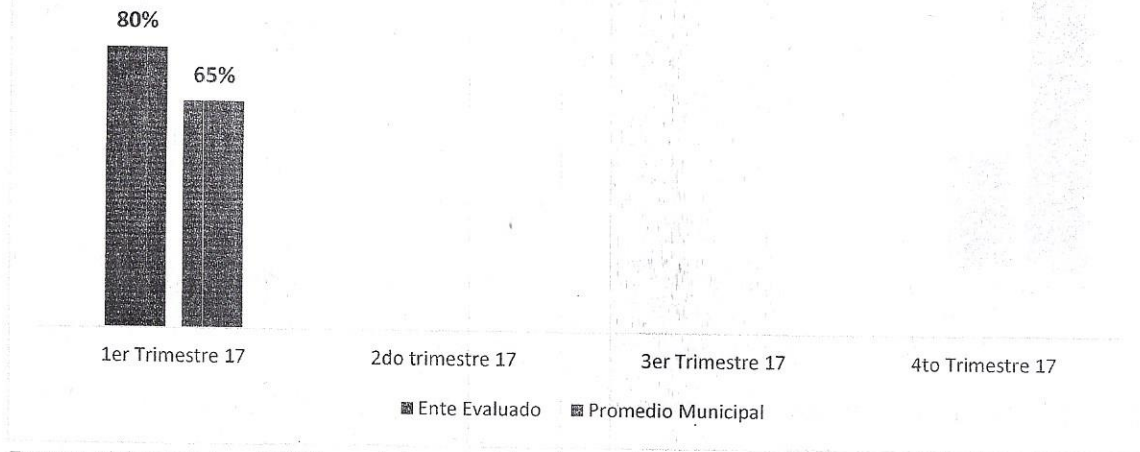 80%
65%
1er Trimestre 17 2do trimestre 17 3er Trimestre 17 4to Trimestre 17
Ente Evaluado Promedio Municipal